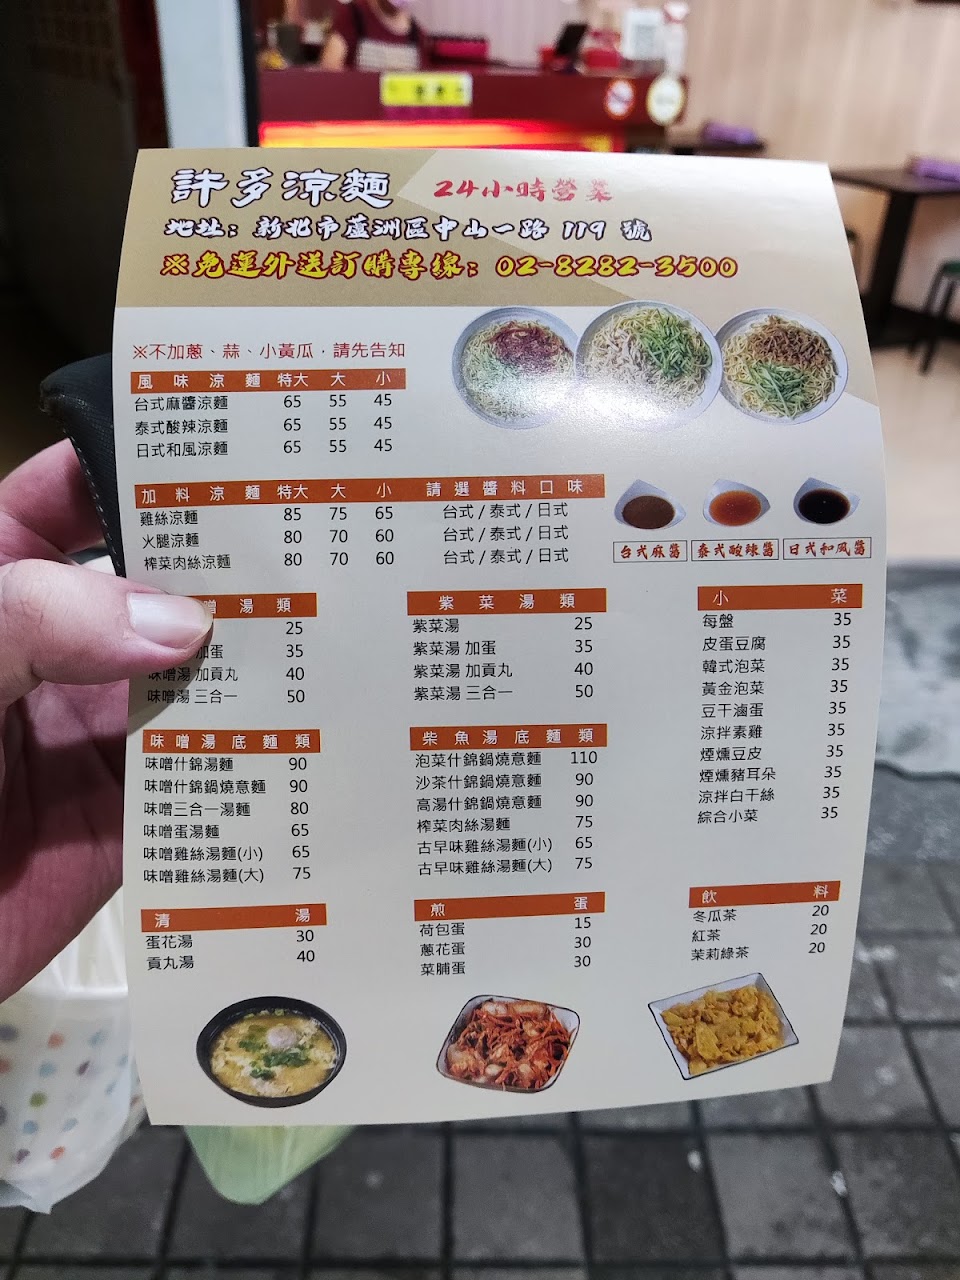 許多涼麵 24小時營業
地址: 新北市蘆洲區中山一路 119 號
※免運外送訂購專線: 02-8282-3500
※不加蔥、蒜、小黃瓜，請先告知
風味涼麵 特大 大 小
台式麻醬涼麵 65 55 45
泰式酸辣涼麵 65 55 45
日式和風涼麵 65 55 45
加料涼麵 特大 大 小 請選醬料口味
雞絲涼麵 85 75 65 台式 / 泰式 / 日式
火腿涼麵 80 70 60 台式 / 泰式 / 日式
榨菜肉絲涼麵 80 70 60 台式 / 泰式 / 日式
台式麻醬 泰式酸辣醬 日式和風醬
噌湯類
25
加蛋 35
味噌湯 加貢丸 40
味噌湯 三合一 50
紫菜湯類
紫菜湯 25
紫菜湯 加蛋 35
紫菜湯 加貢丸 40
紫菜湯 三合一 50
小菜
每盤 35
皮蛋豆腐 35
韓式泡菜 35
黃金泡菜 35
豆干滷蛋 35
涼拌素雞 35
煙燻豆皮 35
煙燻豬耳朵 35
涼拌白干絲 35
綜合小菜 35
味噌湯底麵類
味噌什錦湯麵 90
味噌什錦鍋燒意麵 90
味噌三合一湯麵 80
味噌蛋湯麵 65
味噌雞絲湯麵(小) 65
味噌雞絲湯麵(大) 75
柴魚湯底麵類
泡菜什錦鍋燒意麵 110
沙茶什錦鍋燒意麵 90
高湯什錦鍋燒意麵 90
榨菜肉絲湯麵 75
古早味雞絲湯麵(小) 65
古早味雞絲湯麵(大) 75
清湯
蛋花湯 30
貢丸湯 40
煎蛋
荷包蛋 15
蔥花蛋 30
菜脯蛋 30
飲料
冬瓜茶 20
紅茶 20
茉莉綠茶 20